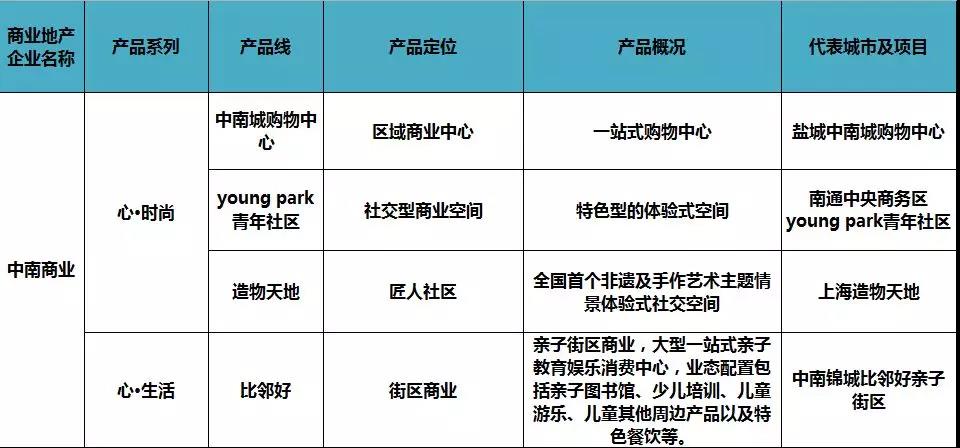 商业地产
企业名称
产品系列
产品线
产品定位
产品概况
代表城市及项目
中南商业
心•时尚
中南城购物中
心
区域商业中心
一站式购物中心
盐城中南城购物中心
young park
青年社区
社交型商业空间
特色型的体验式空间
南通中央商务区
young park青年社区
造物天地
匠人社区
全国首个非遗及手作艺术主题情
景体验式社交空间
上海造物天地
心•生活
比邻好
街区商业
亲子街区商业，大型一站式亲子
教育娱乐消费中心，业态配置包
括亲子图书馆、少儿培训、儿童
游乐、儿童其他周边产品以及特
色餐饮等。
中南锦城比邻好亲子
街区